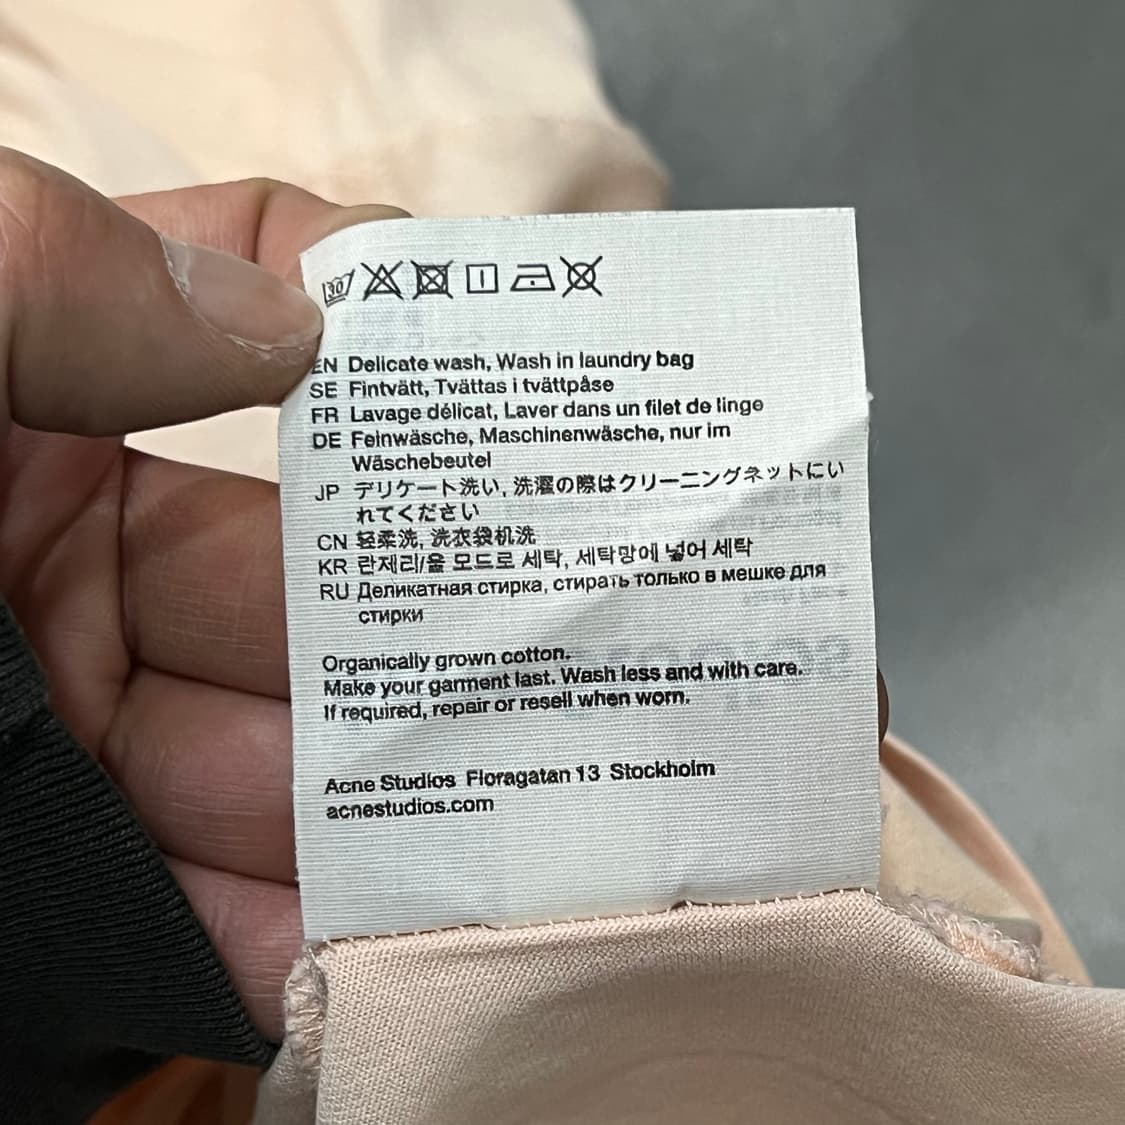 30
EN Delicate wash, Wash in laundry bag
SE Fintvätt, Tvättas i tvättpåse
FR Lavage délicat, Laver dans un filet de linge
DE Feinwäsche, Maschinenwäsche, nur im
Wäschebeutel
JP デリケート洗い, 洗濯の際はクリーニングネットにい
れてください
CN 轻柔洗, 洗衣袋机洗
KR 란제리/울 모드로 세탁, 세탁망에 넣어 세탁
RU Деликатная стирка, стирать только в мешке для
стирки
Organically grown cotton.
Make your garment last. Wash less and with care.
If required, repair or resell when worn.
Acne Studios Floragatan 13 Stockholm
acnestudios.com